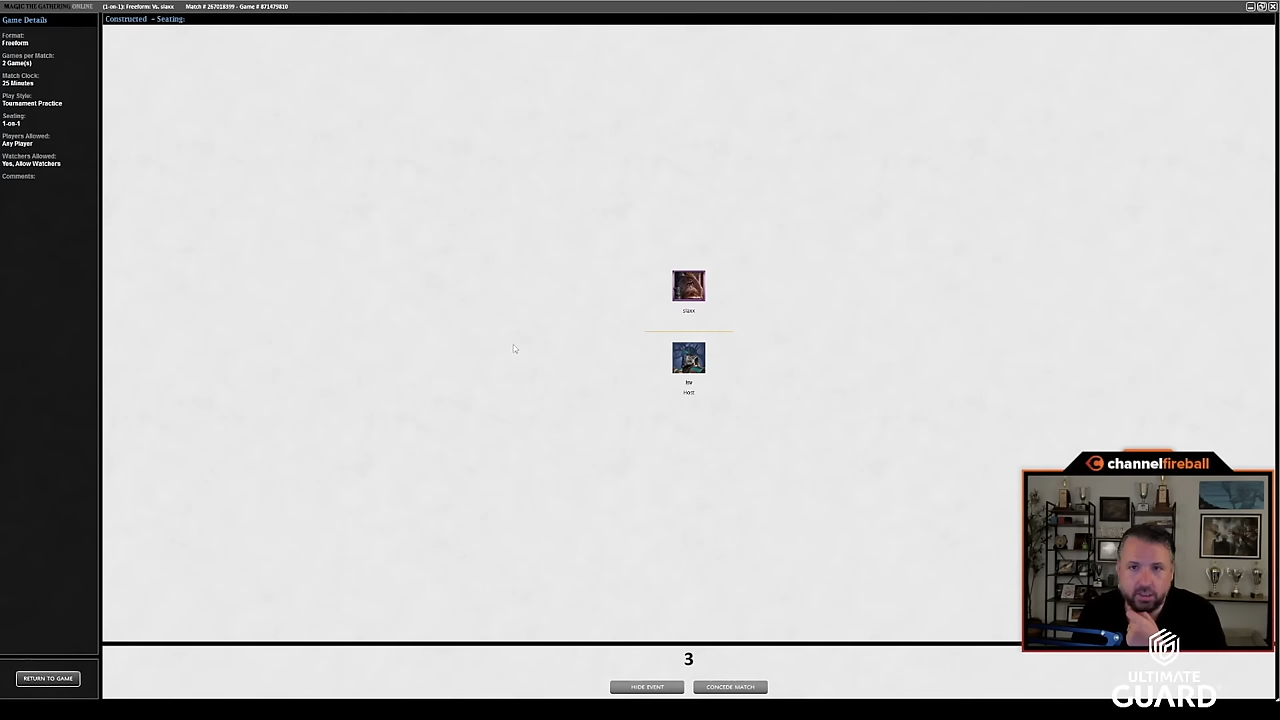 MAGIC THE GATHERING ONLINE
(1-on-1): Freeform: Vs. slaxx
Match # 267018399 - Game # 871479810
Game Details
Constructed - Seating:
Format:
Freeform
Games per Match:
2 Game(s)
Match Clock:
25 Minutes
Play Style:
Tournament Practice
Seating:
1-on-1
Players Allowed:
Any Player
Watchers Allowed:
Yes, Allow Watchers
Comments:
slaxx
Host
channelfireball
3
RETURN TO GAME
HIDE EVENT
CONCEDE MATCH
ULTIMATE
GUARD